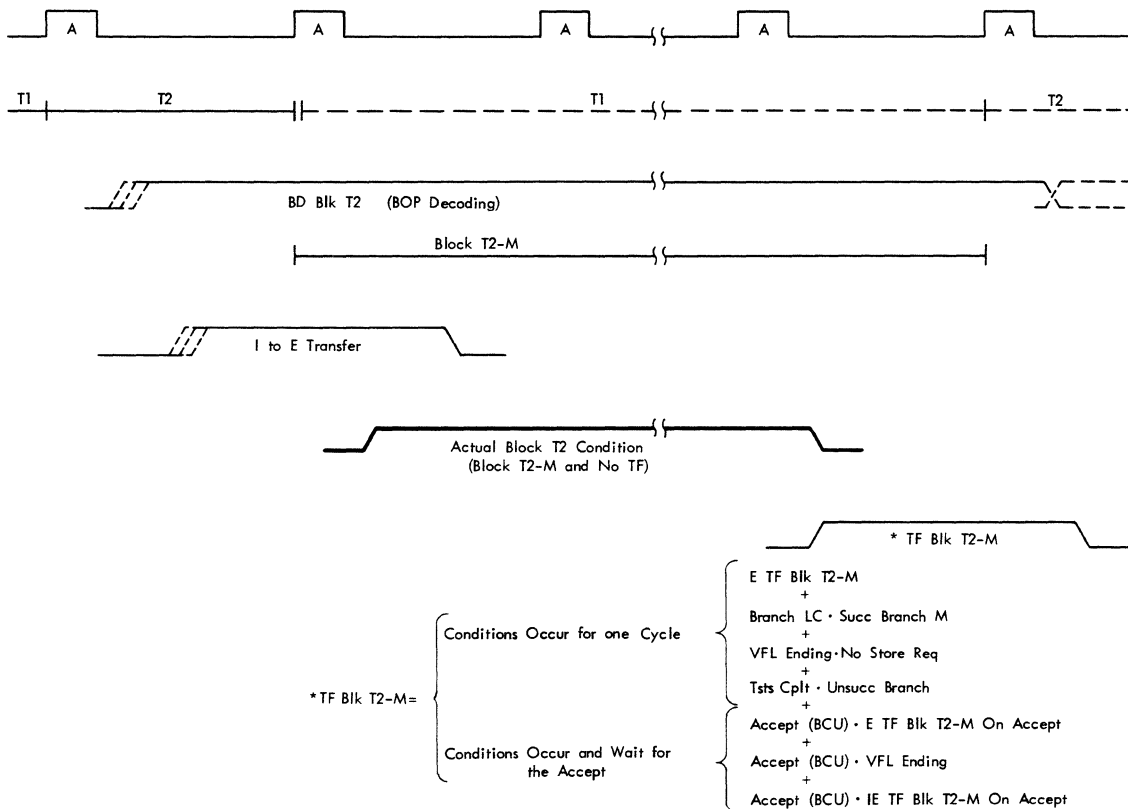 A A A A A
T1 T2 T1 T2
BD Blk T2 (BOP Decoding)
Block T2-M
I to E Transfer
Actual Block T2 Condition
(Block T2-M and No TF)
* TF Blk T2-M
E TF Blk T2-M
+
Conditions Occur for one Cycle
Branch LC · Succ Branch M
+
VFL Ending · No Store Req
+
*TF Blk T2-M=
Tsts Cplt · Unsucc Branch
+
Accept (BCU) · E TF Blk T2-M On Accept
+
Conditions Occur and Wait for
the Accept
Accept (BCU) · VFL Ending
+
Accept (BCU) · IE TF Blk T2-M On Accept